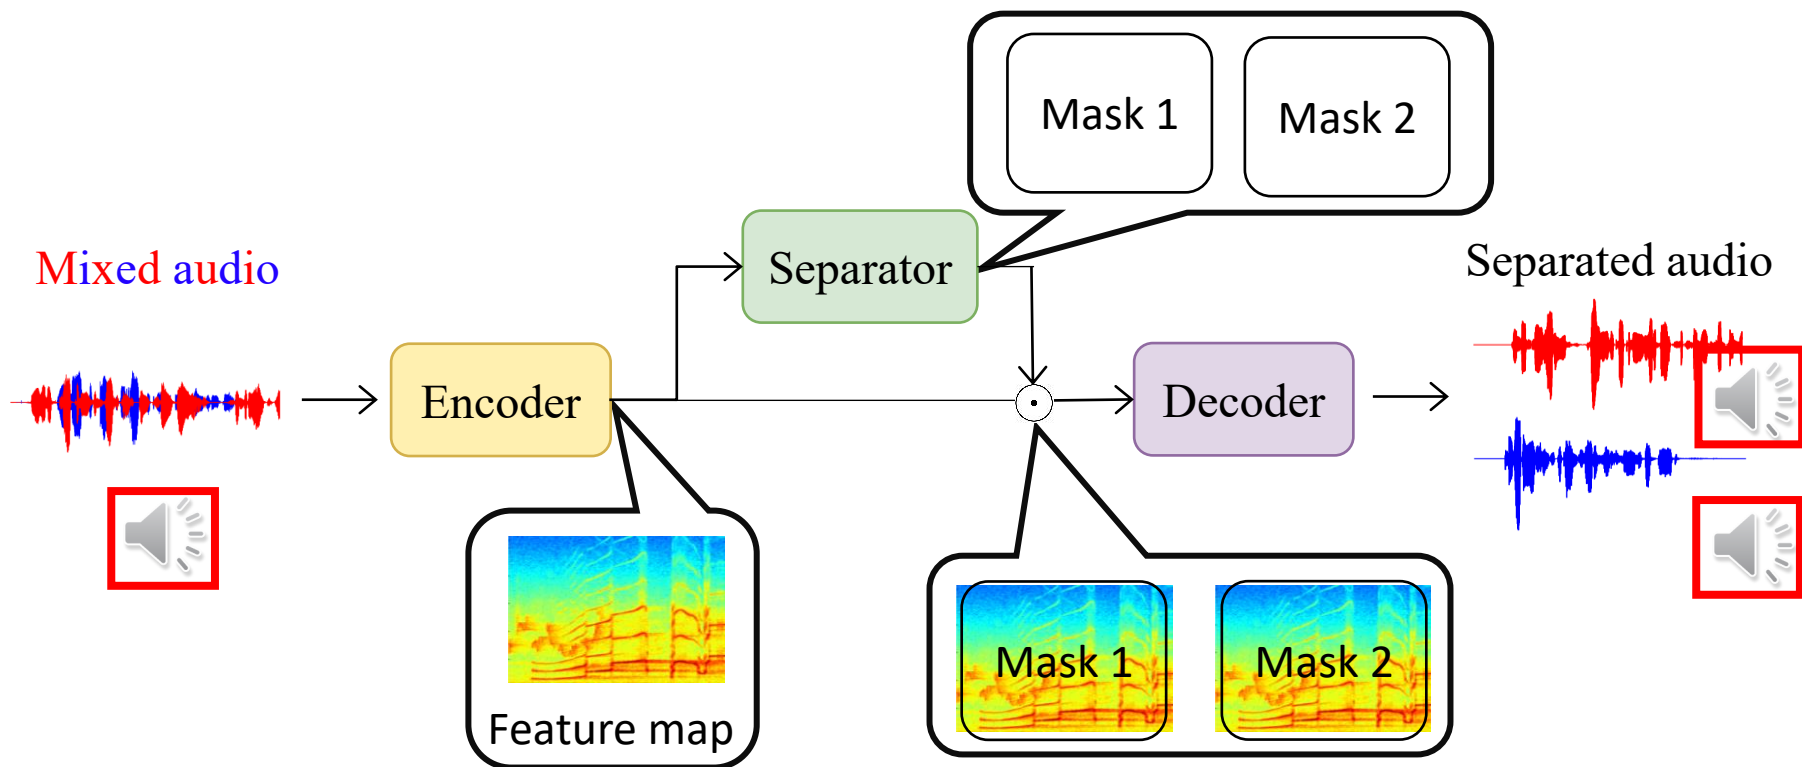 Mask 1
Mask 2
Separator
Mixed audio
Separated audio
Encoder
Decoder
Feature map
Mask 1
Mask 2